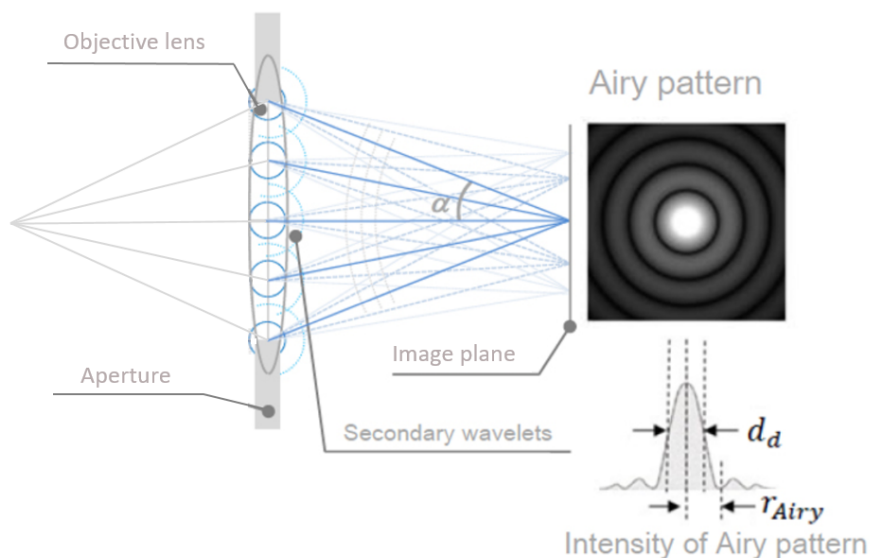 Objective lens
Airy pattern
α
Image plane
Aperture
Secondary wavelets
d_d
r_Airy
Intensity of Airy pattern